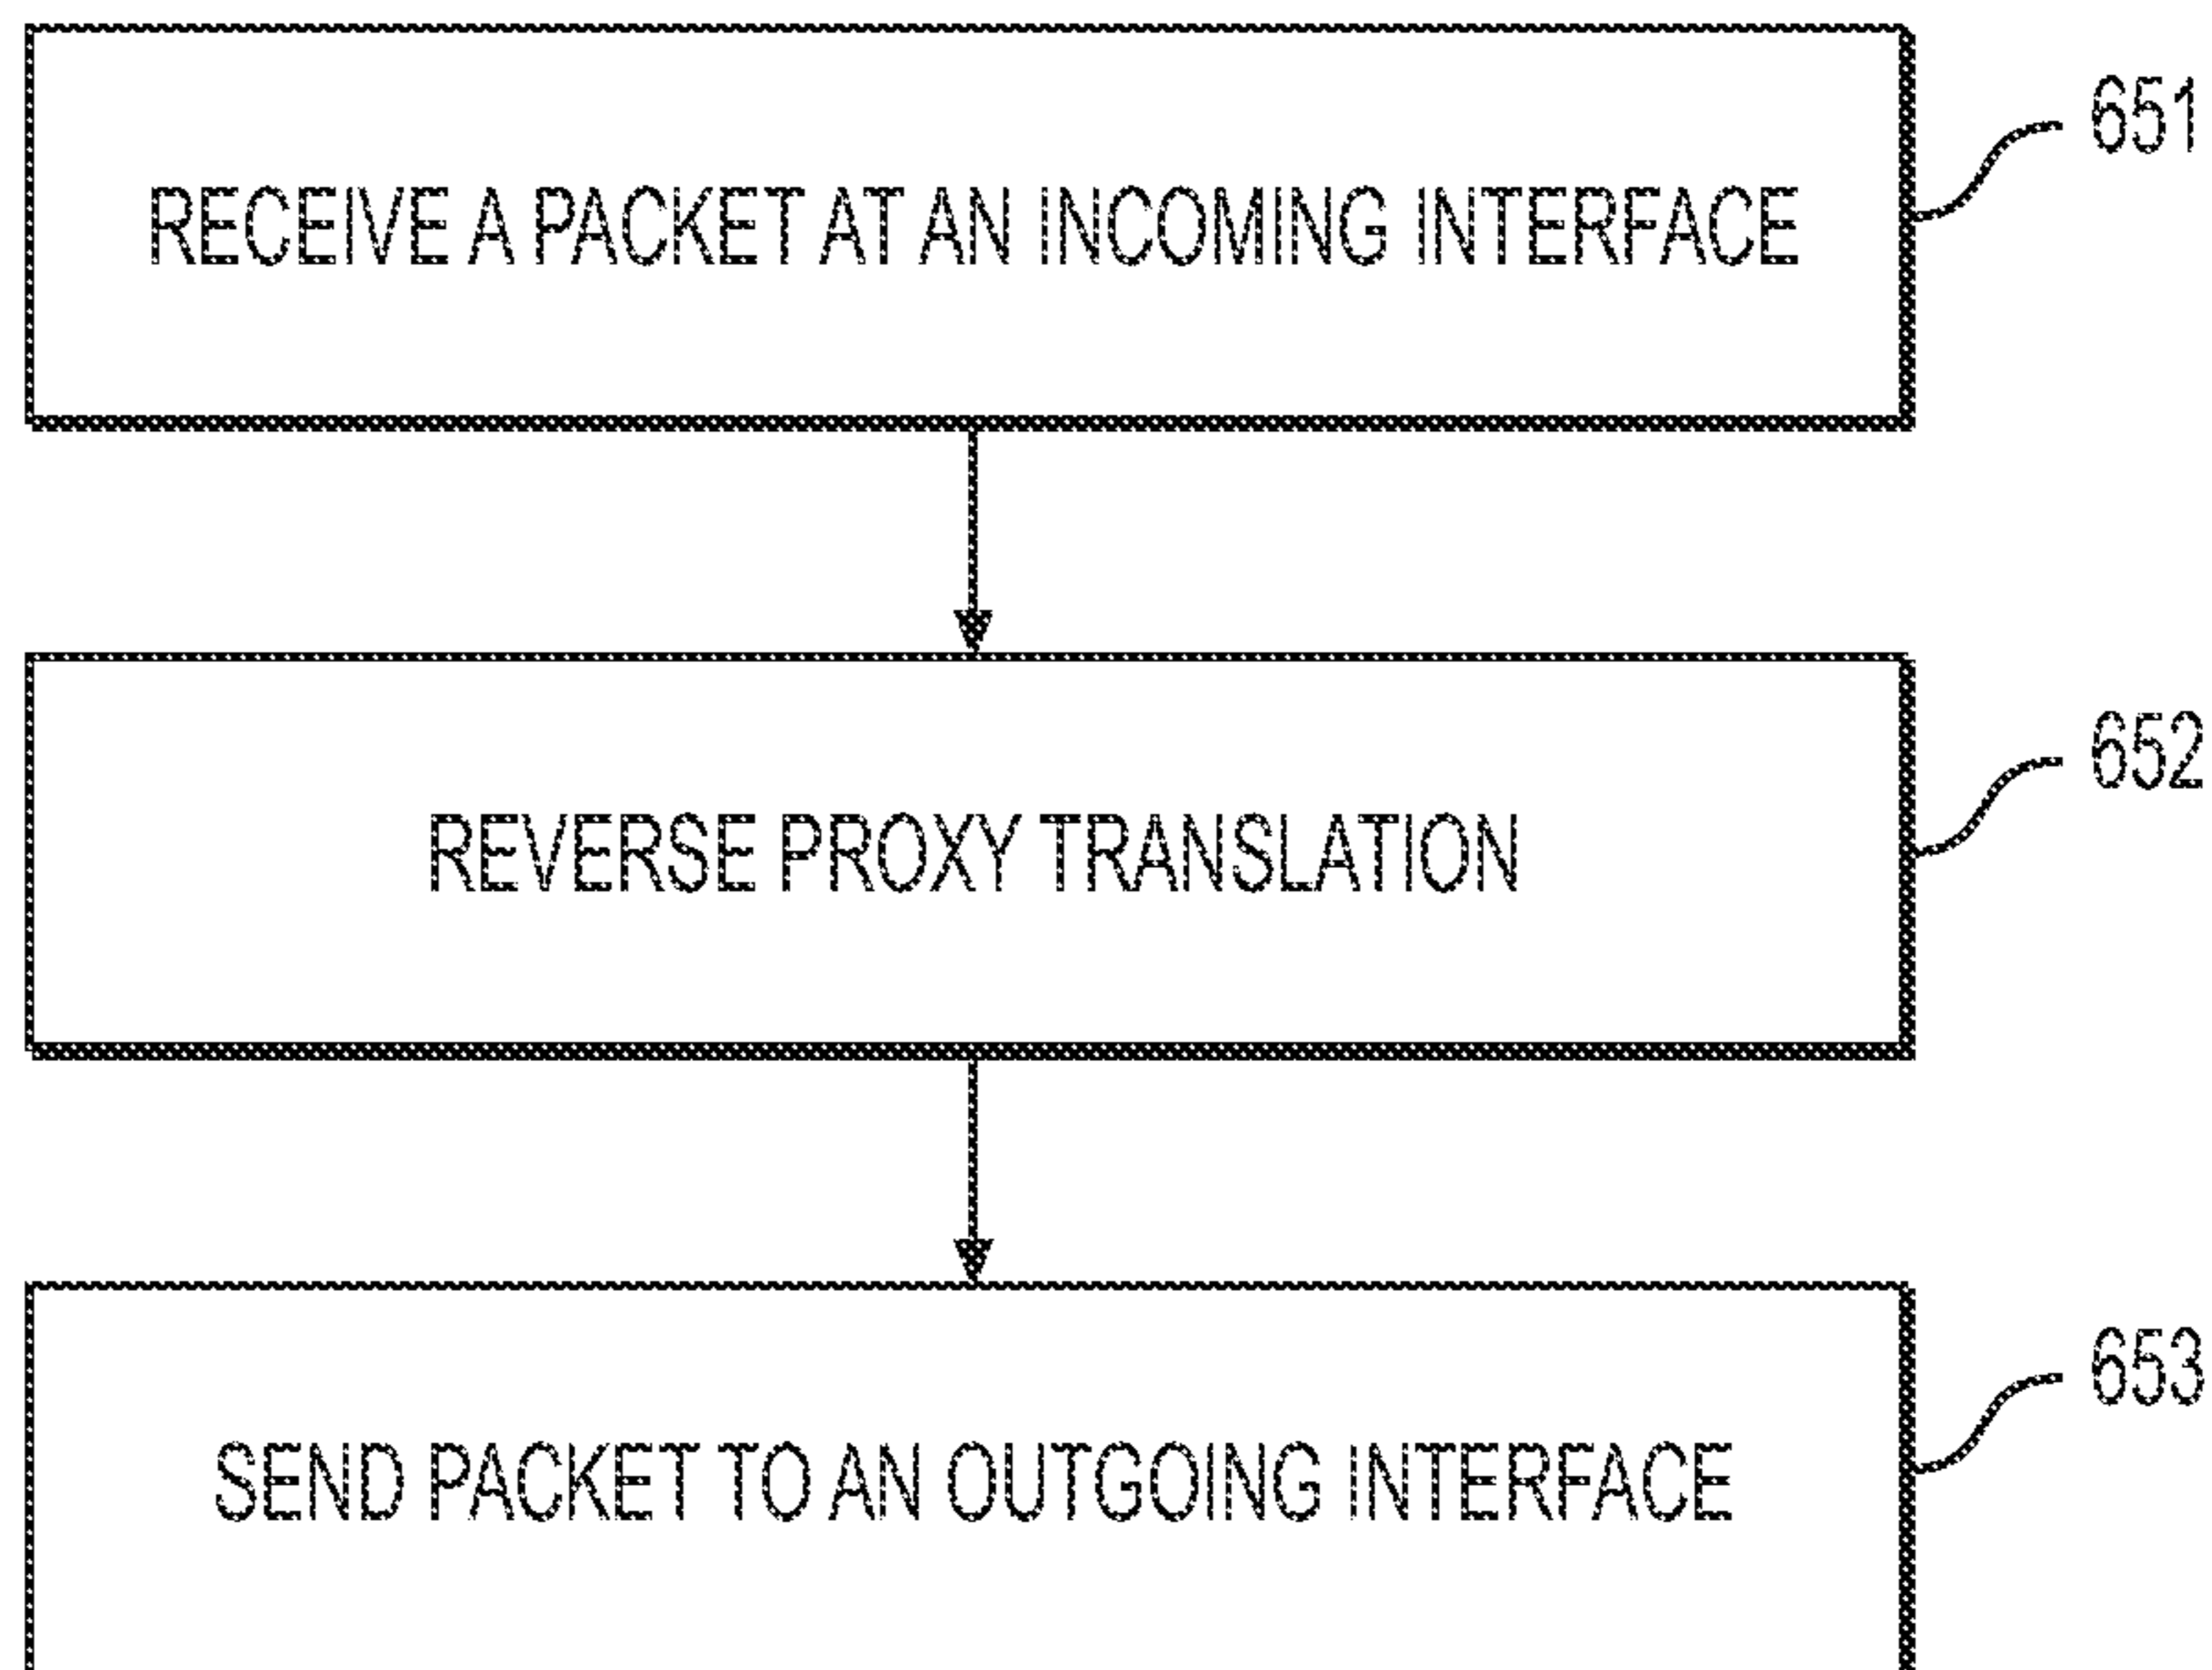 RECEIVE A PACKET AT AN INCOMING INTERFACE
651
REVERSE PROXY TRANSLATION
652
SEND PACKET TO AN OUTGOING INTERFACE
653